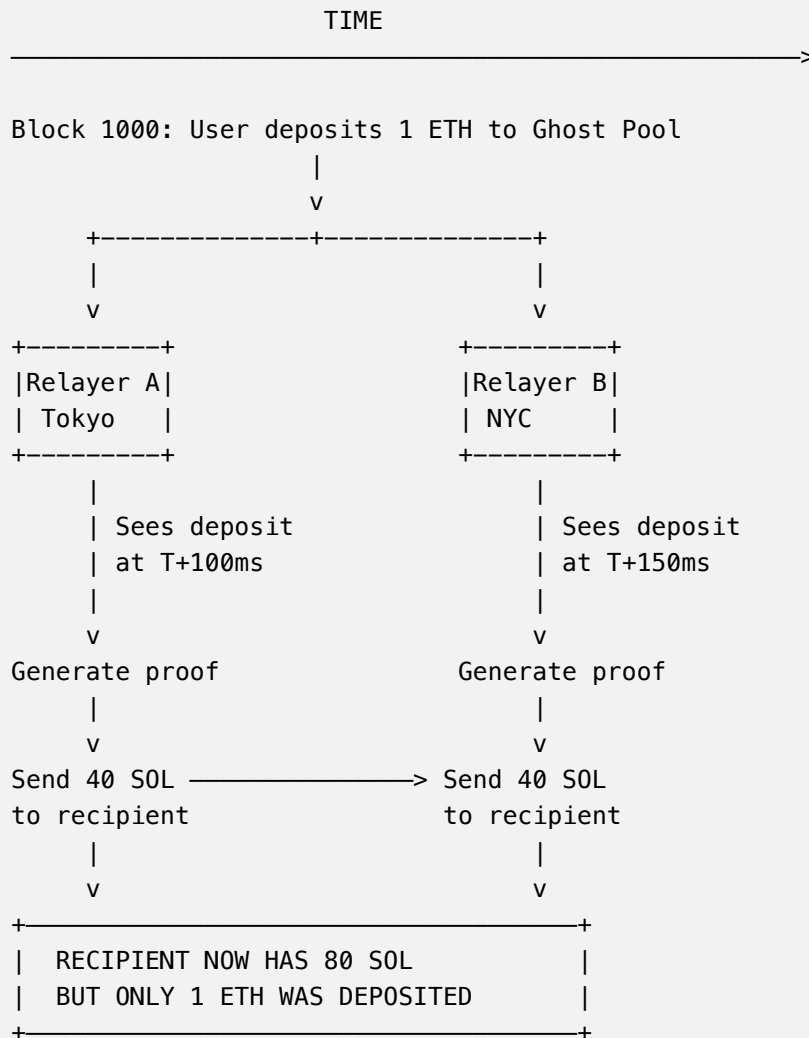 TIME
Block 1000: User deposits 1 ETH to Ghost Pool
Relayer A Relayer B
Tokyo NYC
Sees deposit Sees deposit
at T+100ms at T+150ms
Generate proof Generate proof
Send 40 SOL Send 40 SOL
to recipient to recipient
RECIPIENT NOW HAS 80 SOL
BUT ONLY 1 ETH WAS DEPOSITED